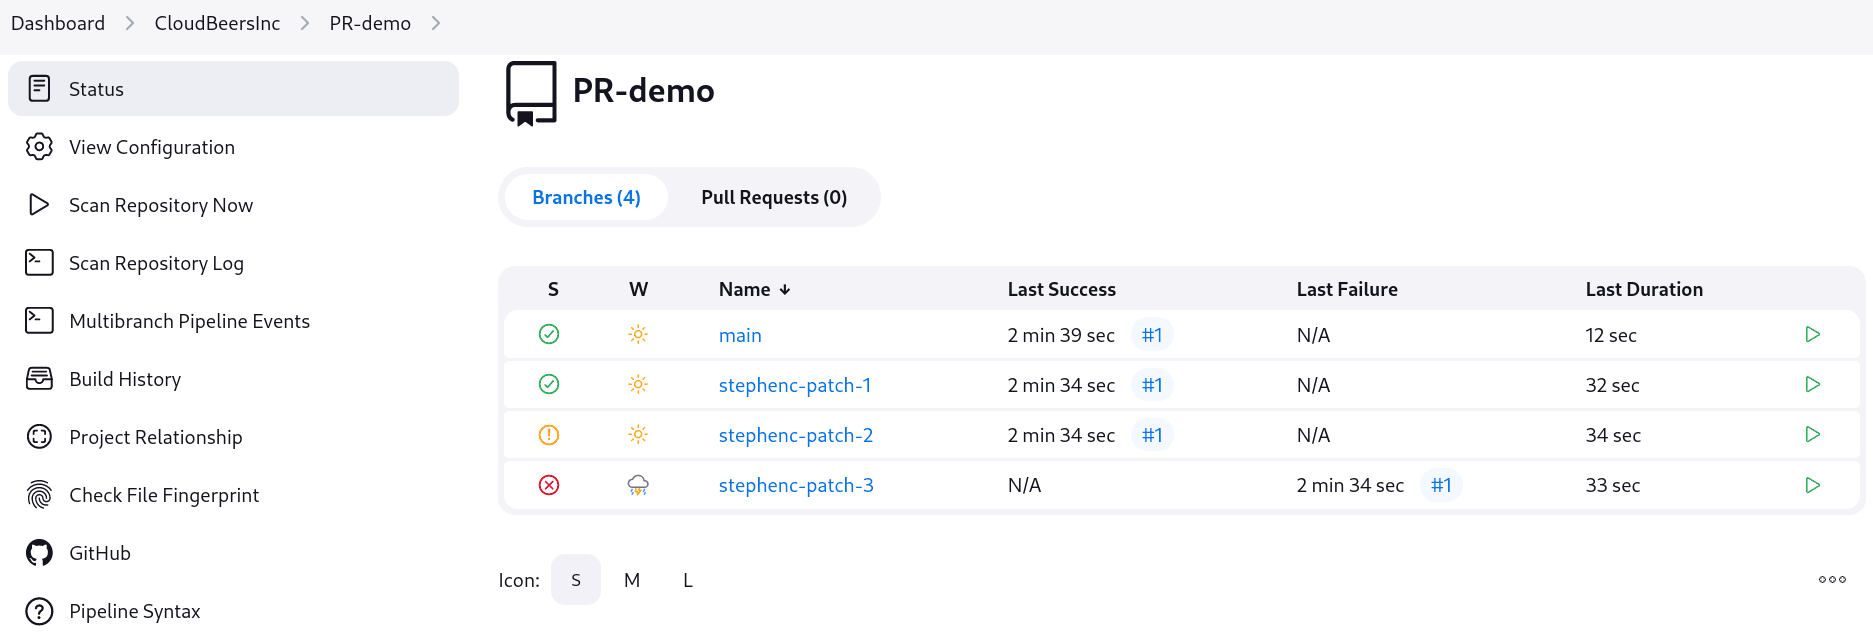 Dashboard > CloudBeersInc > PR-demo >
Status
View Configuration
Scan Repository Now
Scan Repository Log
Multibranch Pipeline Events
Build History
Project Relationship
Check File Fingerprint
GitHub
Pipeline Syntax
PR-demo
Branches (4) Pull Requests (0)
S W Name ↓ Last Success Last Failure Last Duration
main 2 min 39 sec #1 N/A 12 sec
stephenc-patch-1 2 min 34 sec #1 N/A 32 sec
stephenc-patch-2 2 min 34 sec #1 N/A 34 sec
stephenc-patch-3 N/A 2 min 34 sec #1 33 sec
Icon: S M L